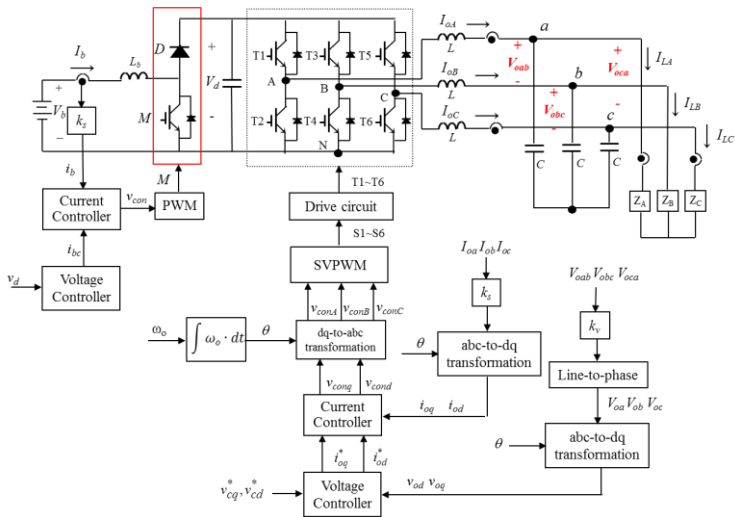 I_b
L_b
D
M
V_b
k_s
i_b
Current
Controller
v_con
PWM
M
i_bc
v_d
Voltage
Controller
+
-
V_d
T1 T3 T5
A B C
T2 T4 T6
N
T1~T6
Drive circuit
S1~S6
SVPWM
v_conA v_conB v_conC
ω_o
∫ ω_o · dt
θ
dq-to-abc
transformation
v_conq v_cond
Current
Controller
i*_oq i*_od
v*_cq, v*_cd
Voltage
Controller
I_oA
L
I_oB
L
I_oC
L
a
b
c
+
V_oab
-
+
V_obc
-
+
V_oca
-
C C C
I_LA
I_LB
I_LC
Z_A Z_B Z_C
I_oa I_ob I_oc
k_s
θ
abc-to-dq
transformation
i_oq i_od
V_oab V_obc V_oca
k_v
Line-to-phase
V_oa V_ob V_oc
θ
abc-to-dq
transformation
v_od v_oq